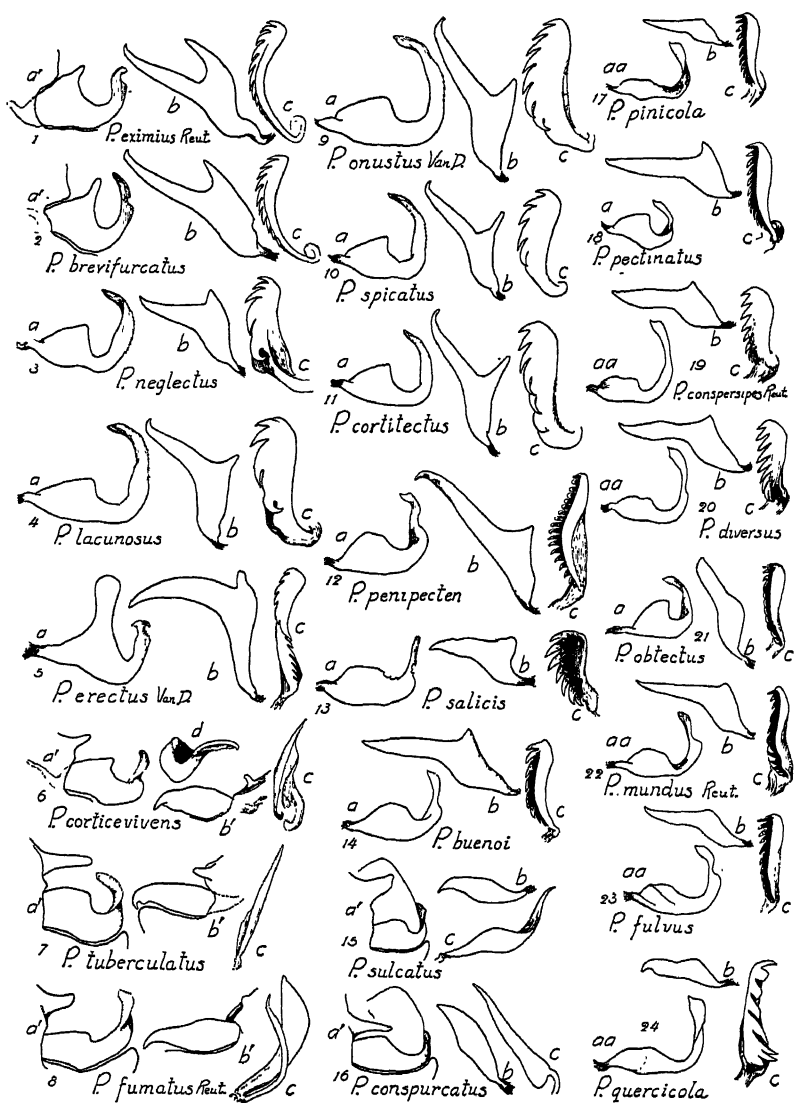 a' b c
1 P. eximius Reut.
a' b c
2 P. brevifurcatus
a b c
3 P. neglectus
a b c
4 P. lacunosus
a b c
5 P. erectus Van D.
a' d b' c
6 P. corticevivens
a' b' c
7 P. tuberculatus
a' b' c
8 P. fumatus Reut.
a b c
9 P. onustus Van D.
a b c
10 P. spicatus
a b c
11 P. cortitectus
a b c
12 P. penipecten
a b c
13 P. salicis
a b c
14 P. buenoi
a' b c
15 P. sulcatus
a' b c
16 P. conspurcatus
aa b c
17 P. pinicola
a b c
18 P. pectinatus
aa b c
19 P. conspersipes Reut.
aa b c
20 P. diversus
a b c
21 P. obtectus
aa b c
22 P. mundus Reut.
aa b c
23 P. fulvus
aa b c
24 P. quercicola